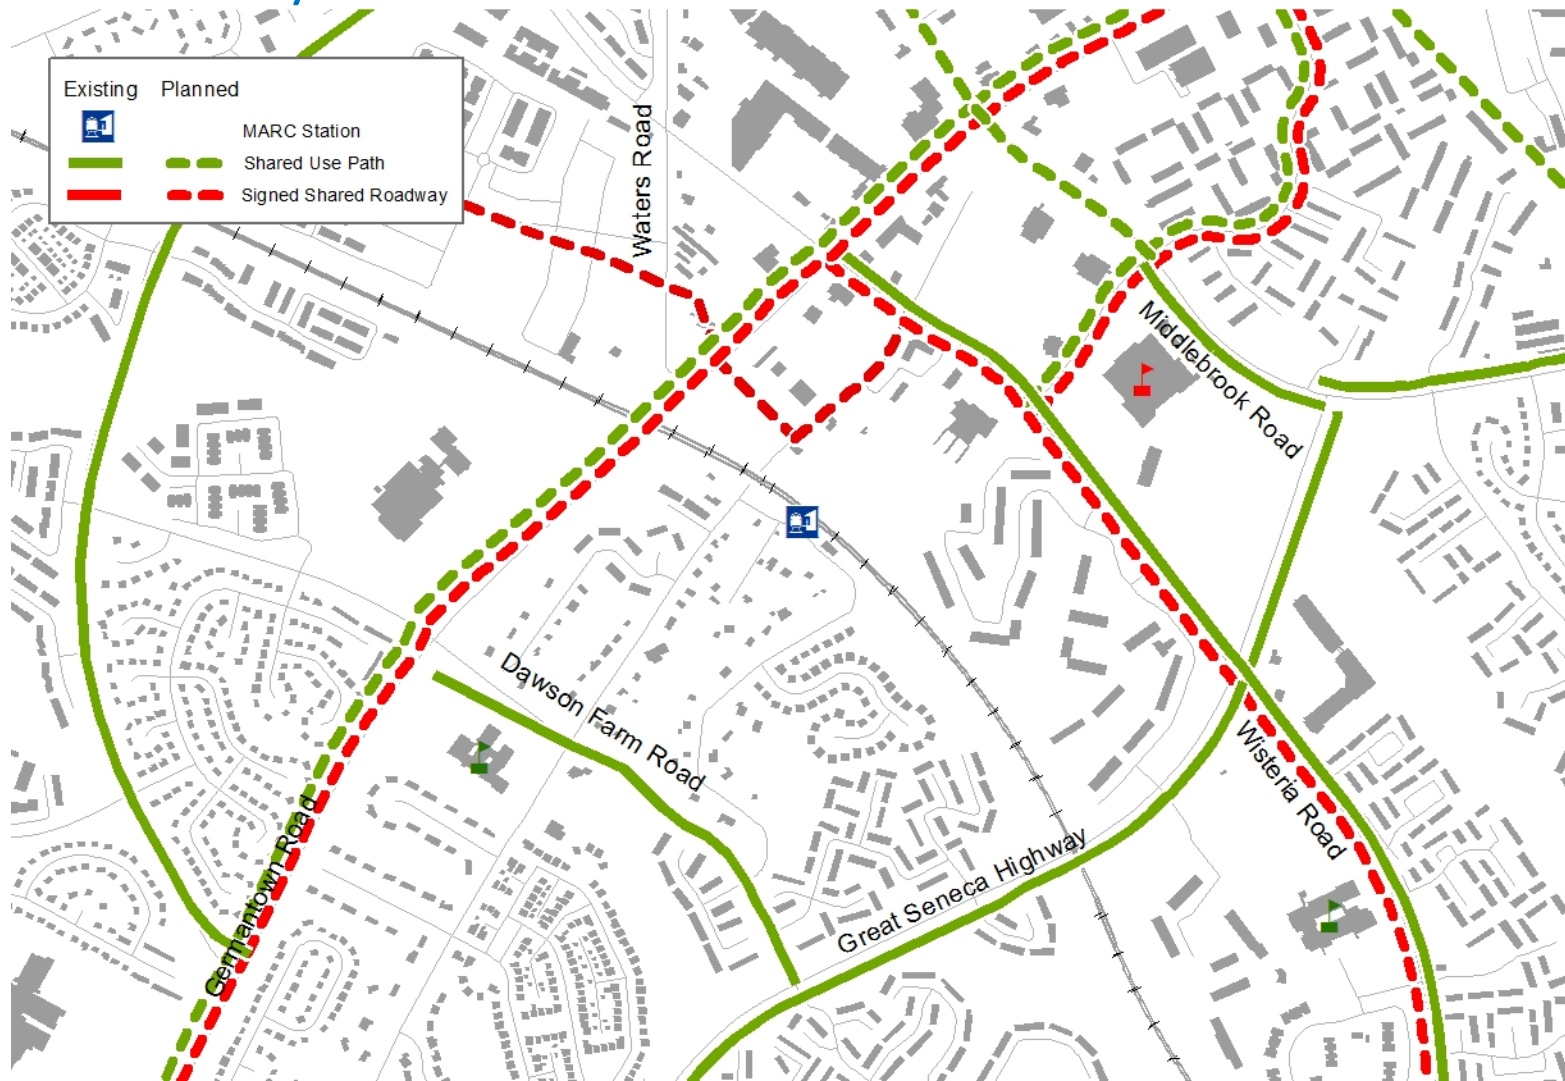 Existing Planned
MARC Station
Shared Use Path
Signed Shared Roadway
Waters Road
Middlebrook Road
Dawson Farm Road
Wisteria Road
Germantown Road
Great Seneca Highway